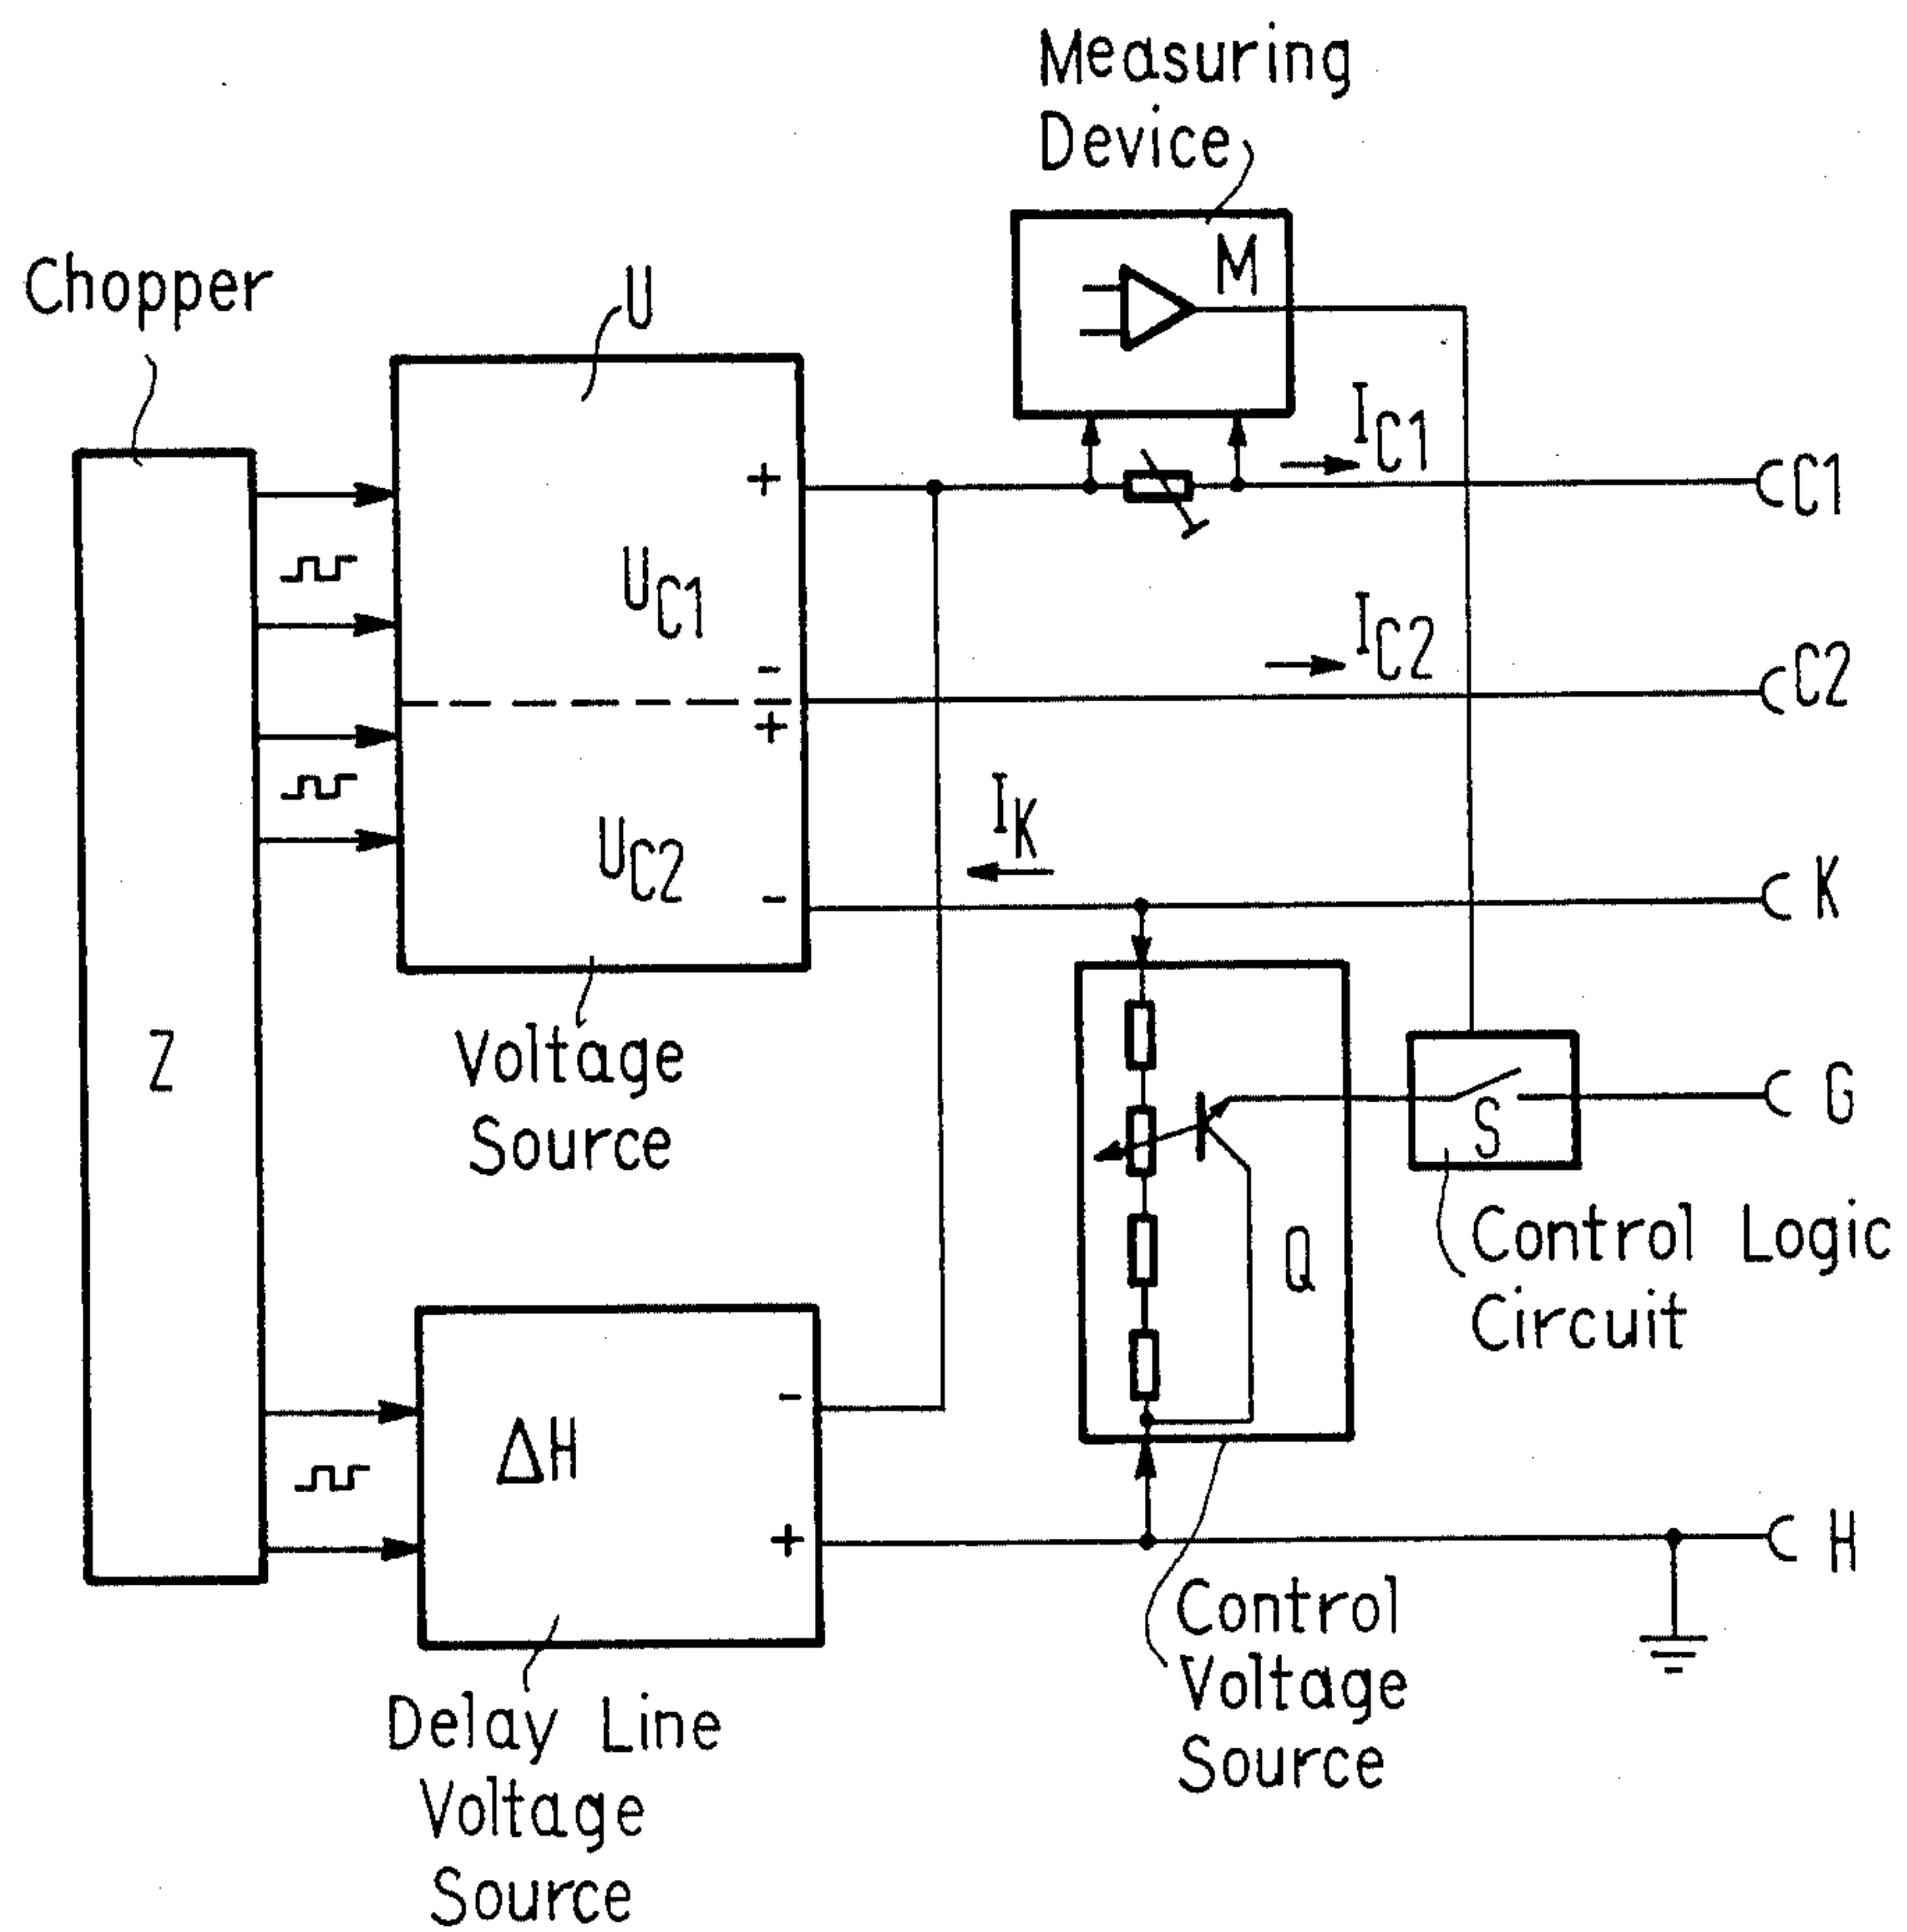 Measuring
Device
M
Chopper
U
I_C1
+
C1
U_C1
I_C2
-
C2
+
I_K
U_C2
-
K
Z
Voltage
Source
S
G
Control Logic
Circuit
Q
-
ΔH
+
H
Control
Voltage
Source
Delay Line
Voltage
Source